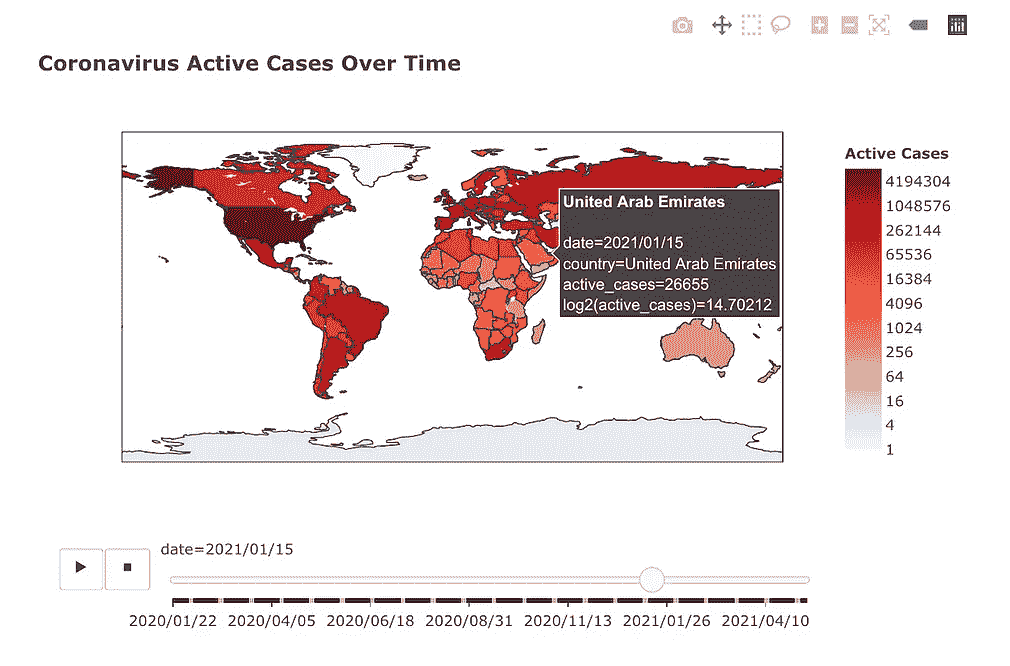 Coronavirus Active Cases Over Time
Active Cases
4194304
1048576
262144
65536
16384
4096
1024
256
64
16
4
1
United Arab Emirates
date=2021/01/15
country=United Arab Emirates
active_cases=26655
log2(active_cases)=14.70212
date=2021/01/15
2020/01/22 2020/04/05 2020/06/18 2020/08/31 2020/11/13 2021/01/26 2021/04/10